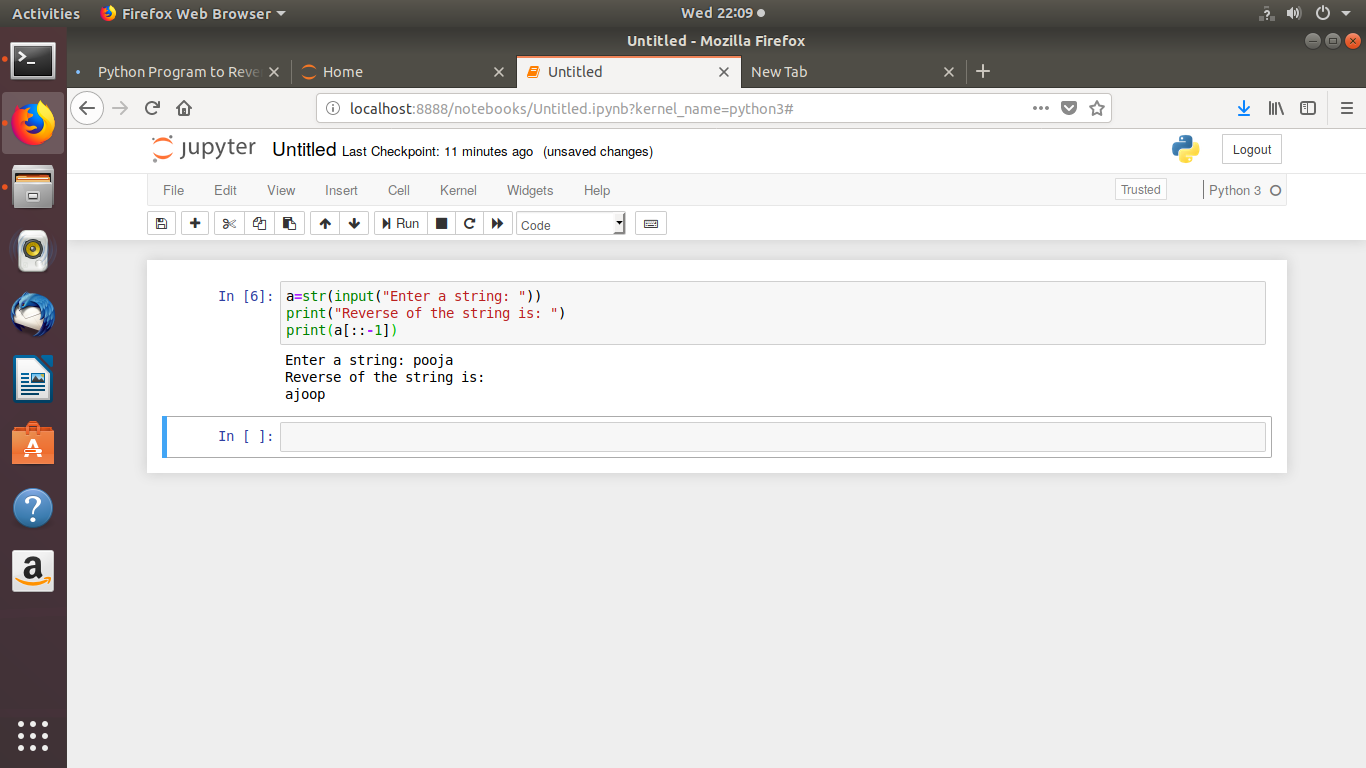 Activities Firefox Web Browser Wed 22:09
Untitled - Mozilla Firefox
Python Program to Reve Home Untitled New Tab
localhost:8888/notebooks/Untitled.ipynb?kernel_name=python3#
jupyter Untitled Last Checkpoint: 11 minutes ago (unsaved changes) Logout
File Edit View Insert Cell Kernel Widgets Help Trusted Python 3
Run Code
In [6]: a=str(input("Enter a string: "))
print("Reverse of the string is: ")
print(a[::-1])
Enter a string: pooja
Reverse of the string is:
ajoop
In [ ]: